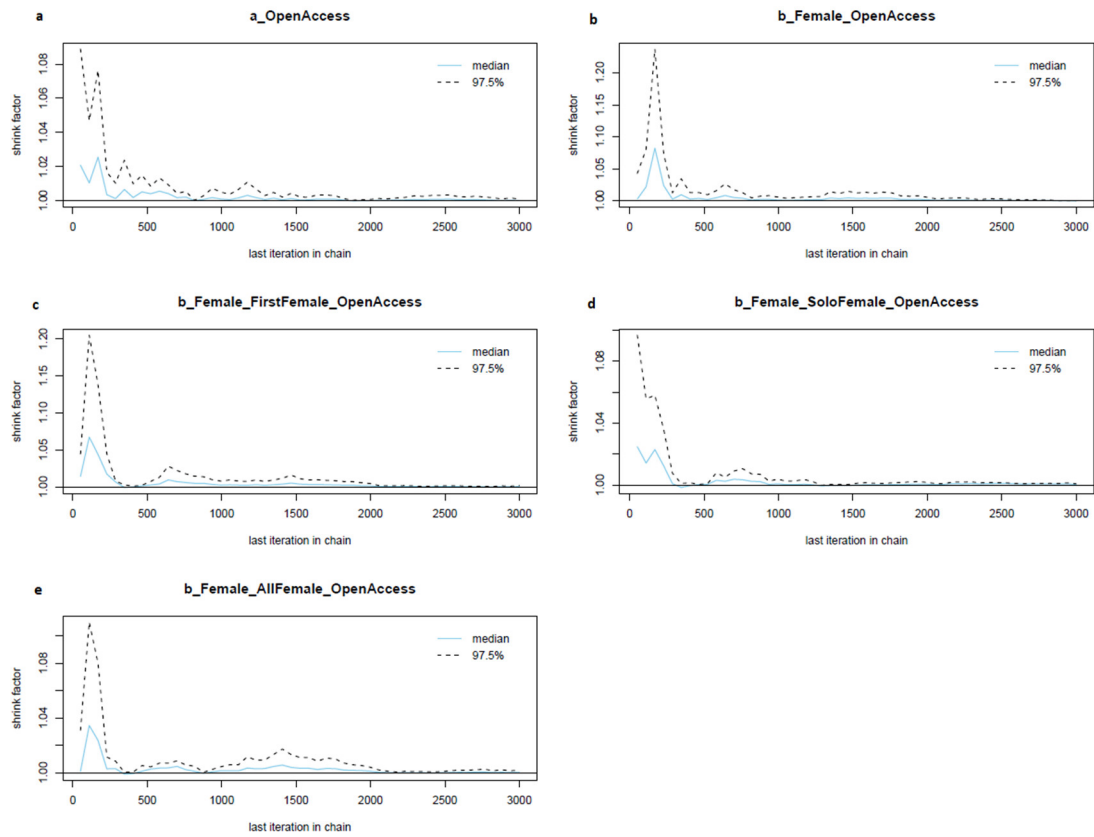 a
a_OpenAccess
shrink factor
1.00 1.02 1.04 1.06 1.08
median
97.5%
0 500 1000 1500 2000 2500 3000
last iteration in chain
b
b_Female_OpenAccess
shrink factor
1.00 1.05 1.10 1.15 1.20
median
97.5%
0 500 1000 1500 2000 2500 3000
last iteration in chain
c
b_Female_FirstFemale_OpenAccess
shrink factor
1.00 1.05 1.10 1.15 1.20
median
97.5%
0 500 1000 1500 2000 2500 3000
last iteration in chain
d
b_Female_SoloFemale_OpenAccess
shrink factor
1.00 1.04 1.08
median
97.5%
0 500 1000 1500 2000 2500 3000
last iteration in chain
e
b_Female_AllFemale_OpenAccess
shrink factor
1.00 1.04 1.08
median
97.5%
0 500 1000 1500 2000 2500 3000
last iteration in chain